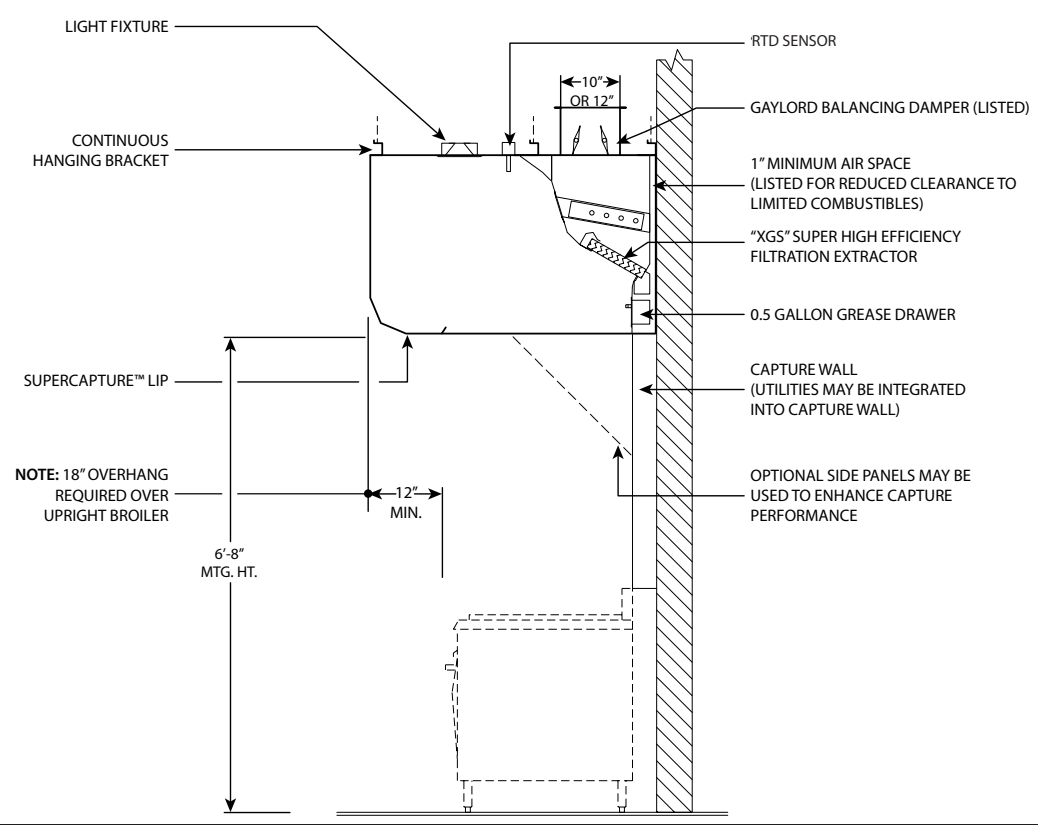 LIGHT FIXTURE
RTD SENSOR
10"
OR 12"
GAYLORD BALANCING DAMPER (LISTED)
CONTINUOUS
HANGING BRACKET
1" MINIMUM AIR SPACE
(LISTED FOR REDUCED CLEARANCE TO
LIMITED COMBUSTIBLES)
"XGS" SUPER HIGH EFFICIENCY
FILTRATION EXTRACTOR
0.5 GALLON GREASE DRAWER
SUPERCAPTURE™ LIP
CAPTURE WALL
(UTILITIES MAY BE INTEGRATED
INTO CAPTURE WALL)
NOTE: 18" OVERHANG
REQUIRED OVER
UPRIGHT BROILER
12"
MIN.
OPTIONAL SIDE PANELS MAY BE
USED TO ENHANCE CAPTURE
PERFORMANCE
6'-8"
MTG. HT.